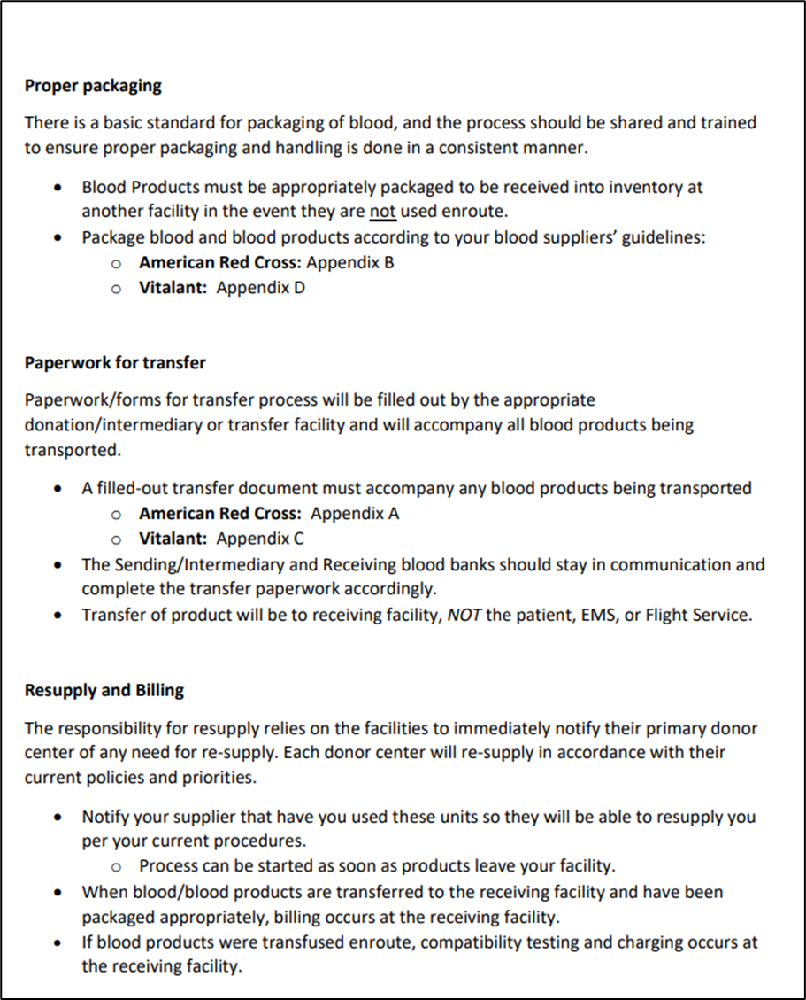 Proper packaging
There is a basic standard for packaging of blood, and the process should be shared and trained
to ensure proper packaging and handling is done in a consistent manner.
• Blood Products must be appropriately packaged to be received into inventory at
another facility in the event they are not used enroute.
• Package blood and blood products according to your blood suppliers’ guidelines:
o American Red Cross: Appendix B
o Vitalant: Appendix D
Paperwork for transfer
Paperwork/forms for transfer process will be filled out by the appropriate
donation/intermediary or transfer facility and will accompany all blood products being
transported.
• A filled-out transfer document must accompany any blood products being transported
o American Red Cross: Appendix A
o Vitalant: Appendix C
• The Sending/Intermediary and Receiving blood banks should stay in communication and
complete the transfer paperwork accordingly.
• Transfer of product will be to receiving facility, NOT the patient, EMS, or Flight Service.
Resupply and Billing
The responsibility for resupply relies on the facilities to immediately notify their primary donor
center of any need for re-supply. Each donor center will re-supply in accordance with their
current policies and priorities.
• Notify your supplier that have you used these units so they will be able to resupply you
per your current procedures.
o Process can be started as soon as products leave your facility.
• When blood/blood products are transferred to the receiving facility and have been
packaged appropriately, billing occurs at the receiving facility.
• If blood products were transfused enroute, compatibility testing and charging occurs at
the receiving facility.